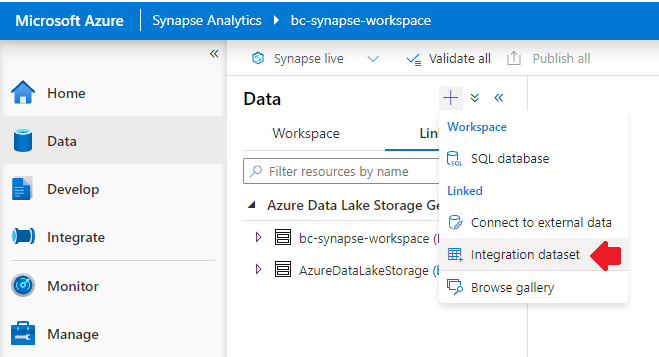 Microsoft Azure Synapse Analytics bc-synapse-workspace
Synapse live Validate all Publish all
Home
Data
Develop
Integrate
Monitor
Manage
Data
Workspace
Filter resources by name
Azure Data Lake Storage
bc-synapse-workspace
AzureDataLakeStorage
Workspace
SQL database
Linked
Connect to external data
Integration dataset
Browse gallery